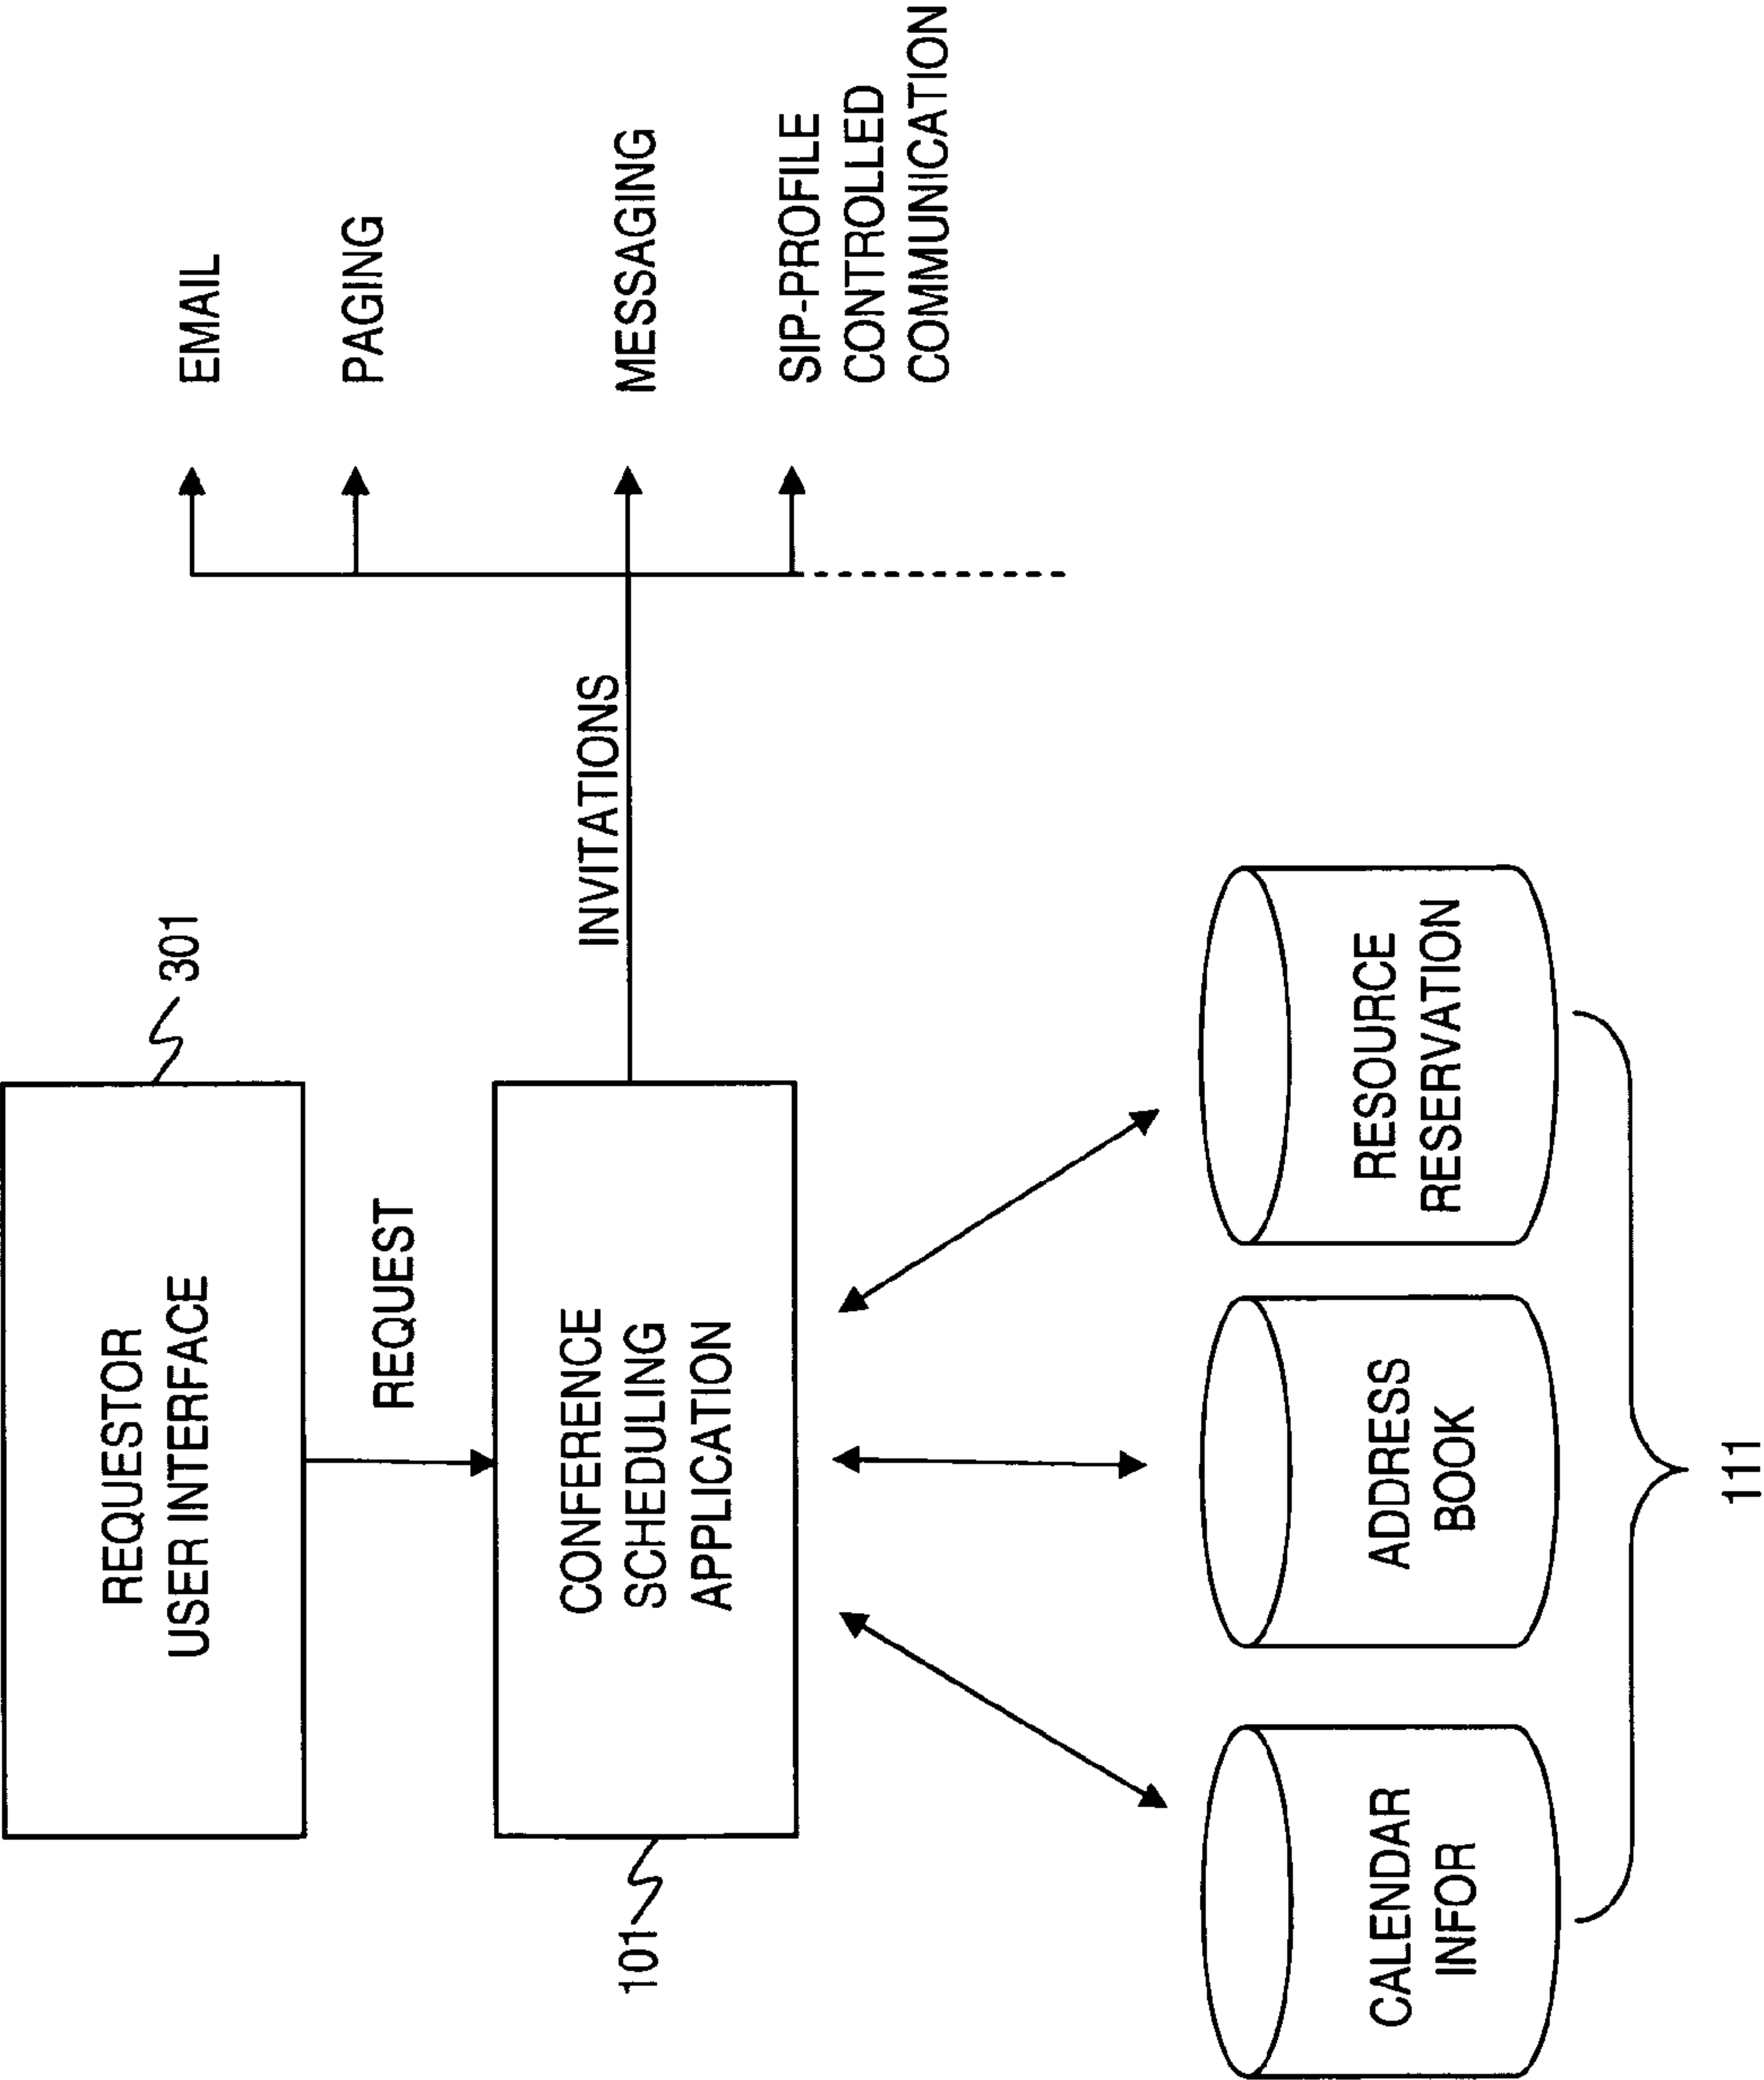 REQUESTOR
USER INTERFACE
301
REQUEST
CONFERENCE
SCHEDULING
APPLICATION
101
INVITATIONS
EMAIL
PAGING
MESSAGING
SIP-PROFILE
CONTROLLED
COMMUNICATION
CALENDAR
INFOR
ADDRESS
BOOK
RESOURCE
RESERVATION
111